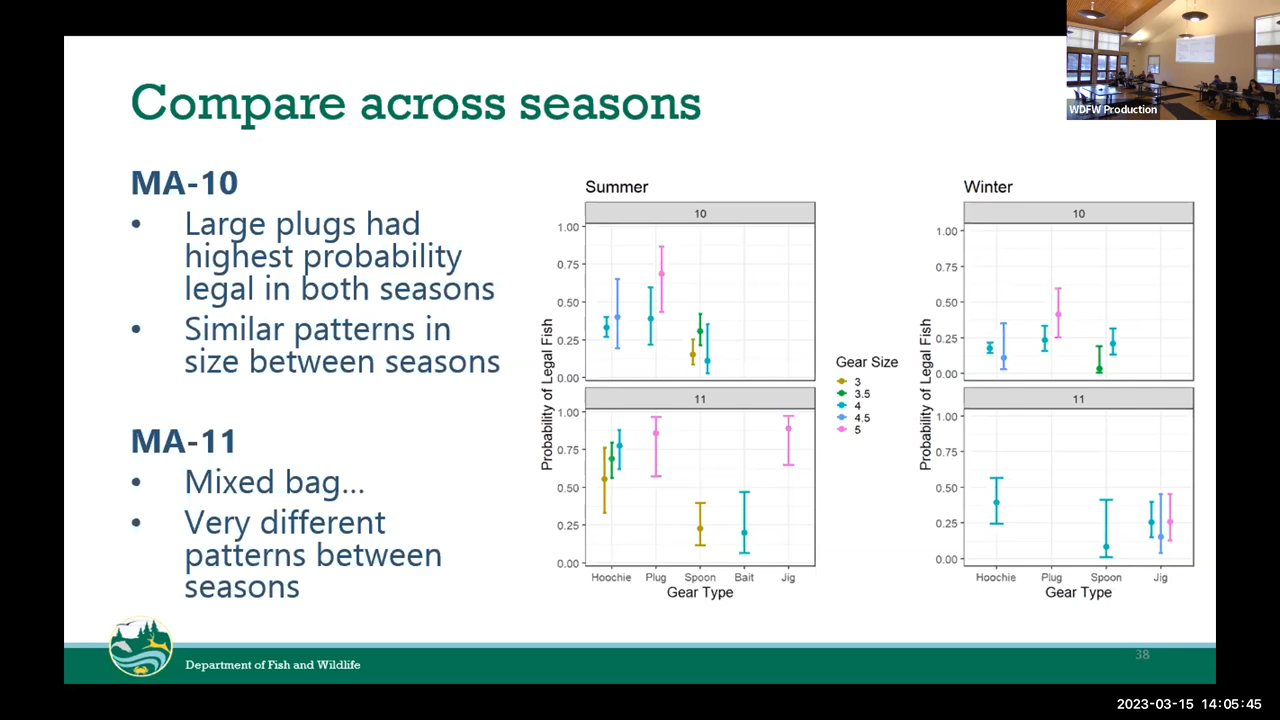 WDFW Production
Compare across seasons
MA-10
• Large plugs had
highest probability
legal in both seasons
• Similar patterns in
size between seasons
MA-11
• Mixed bag...
• Very different
patterns between
seasons
Summer
10
1.00
0.75
0.50
0.25
0.00
11
1.00
0.75
0.50
0.25
0.00
Probability of Legal Fish
Hoochie Plug Spoon Bait Jig
Gear Type
Gear Size
3
3.5
4
4.5
5
Winter
10
1.00
0.75
0.50
0.25
0.00
11
1.00
0.75
0.50
0.25
0.00
Probability of Legal Fish
Hoochie Plug Spoon Jig
Gear Type
Department of Fish and Wildlife
38
2023-03-15 14:05:45